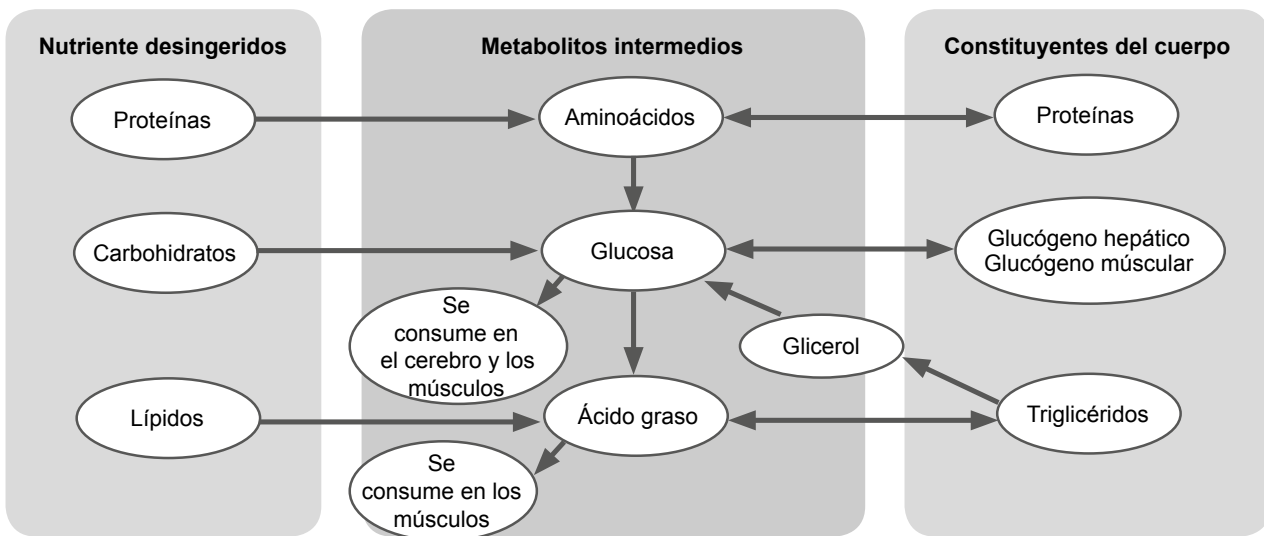 Nutriente desingeridos
Metabolitos intermedios
Constituyentes del cuerpo
Proteínas
Aminoácidos
Proteínas
Carbohidratos
Glucosa
Glucógeno hepático
Glucógeno múscular
Se
consume en
el cerebro y los
músculos
Glicerol
Lípidos
Ácido graso
Triglicéridos
Se
consume en los
músculos